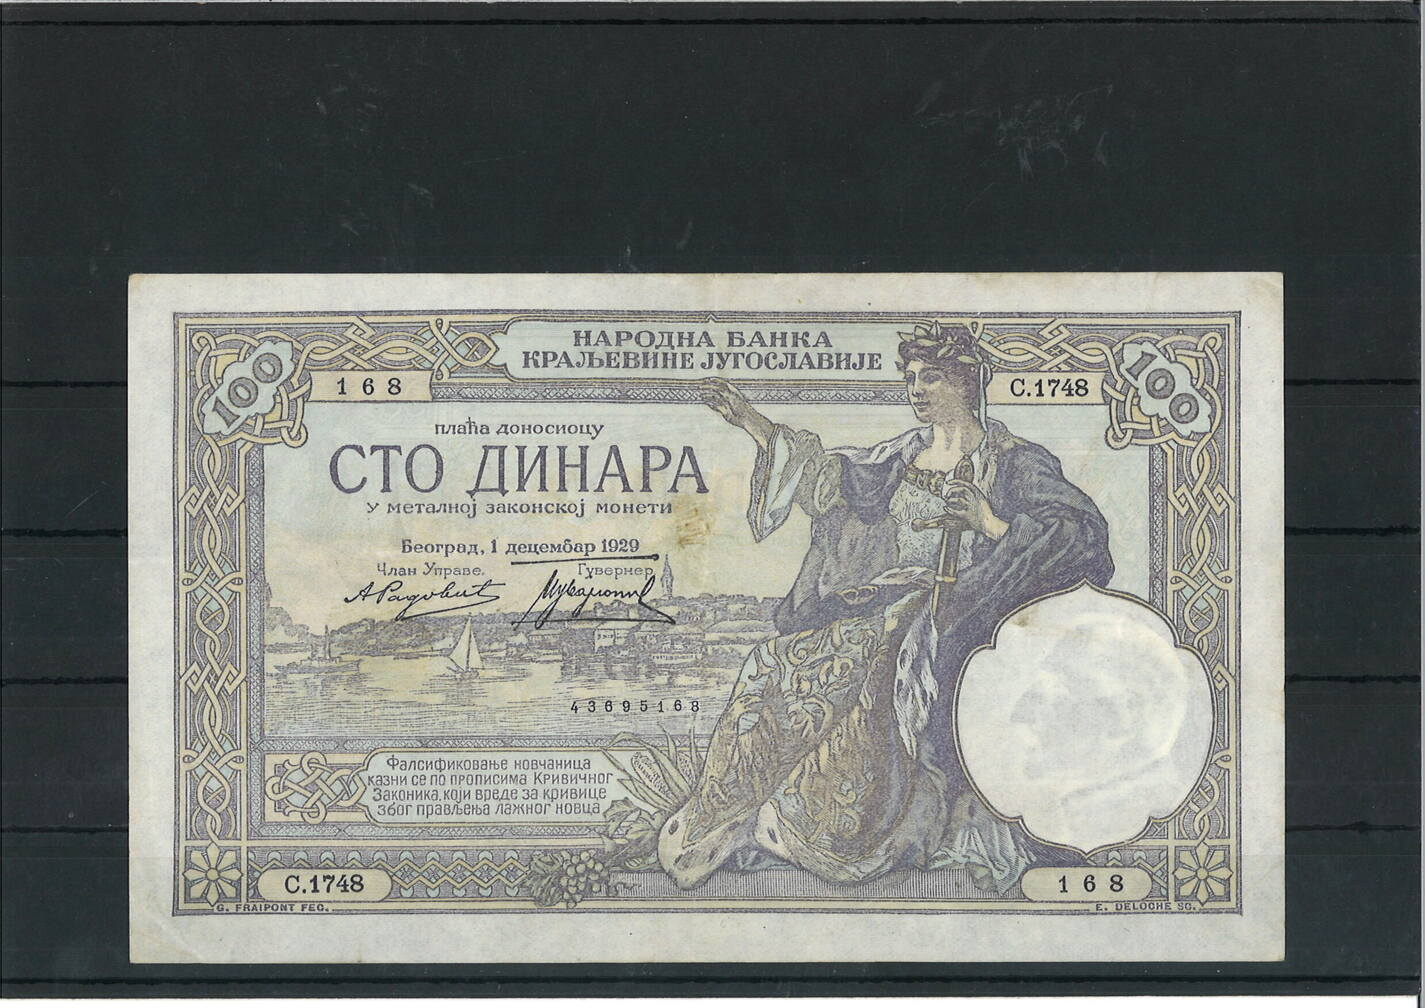 НАРОДНА БАНКА
КРАЉЕВИНЕ ЈУГОСЛАВИЈЕ
100
168
С.1748
100
плаћа доносиоцу
СТО ДИНАРА
у металној законској монети
Београд, 1 децембар 1929
Члан Управе.
Гувернер
43695168
Фалсификовање новчаница
казни се по прописима Кривичног
Законика, који вреде за кривице
због прављења лажног новца
С.1748
168
G. FRAIPONT FEC.
E. DELOCHE SC.